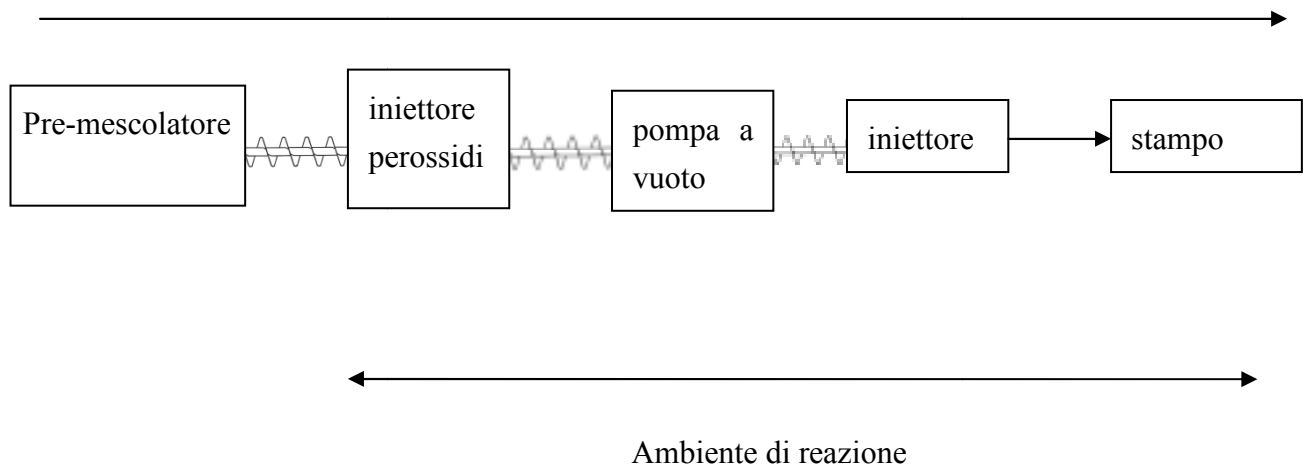 Pre-mescolatore
iniettore
perossidi
pompa a
vuoto
iniettore
stampo
Ambiente di reazione